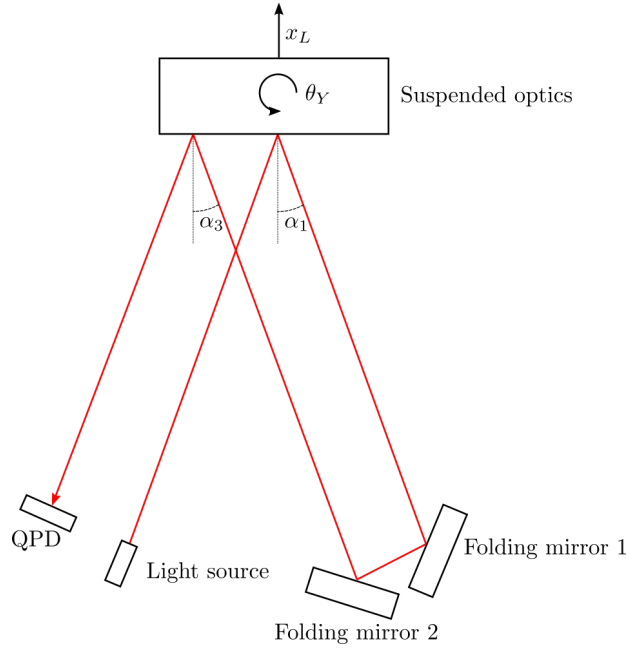 x_L
θ_Y
Suspended optics
α_3
α_1
QPD
Light source
Folding mirror 1
Folding mirror 2